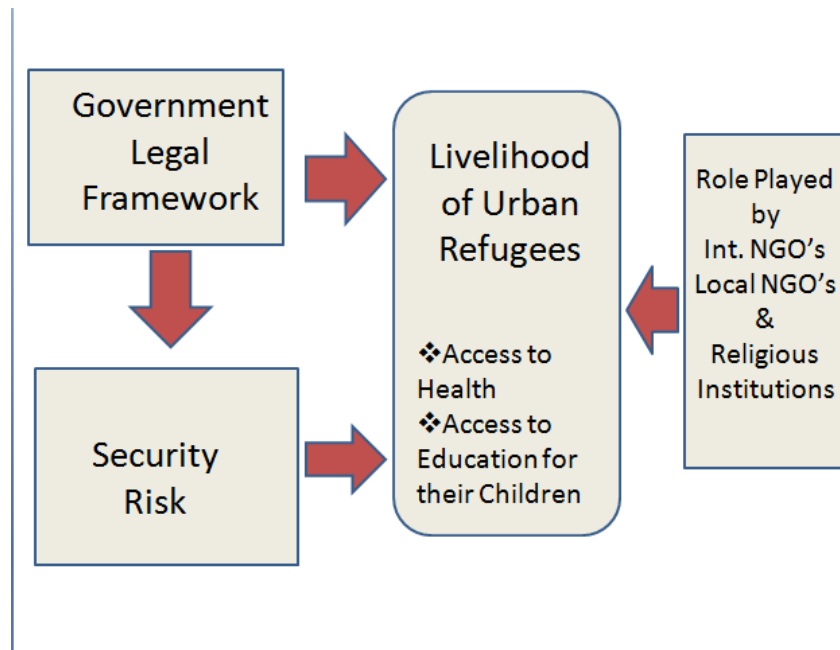 Government
Legal
Framework
Livelihood
of Urban
Refugees
❖Access to
Health
❖Access to
Education for
their Children
Role Played
by
Int. NGO's
Local NGO's
&
Religious
Institutions
Security
Risk